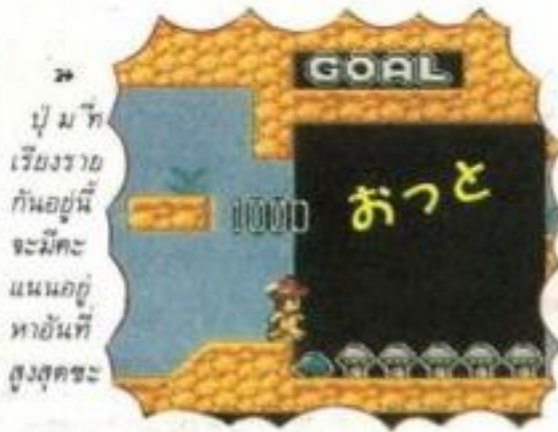 ปุ่มที่
เรียงราย
กันอยู่นี้
จะมีคะ
แนนอยู่
หาอันที่
สูงสุดซะ
GOAL
おっと
1000